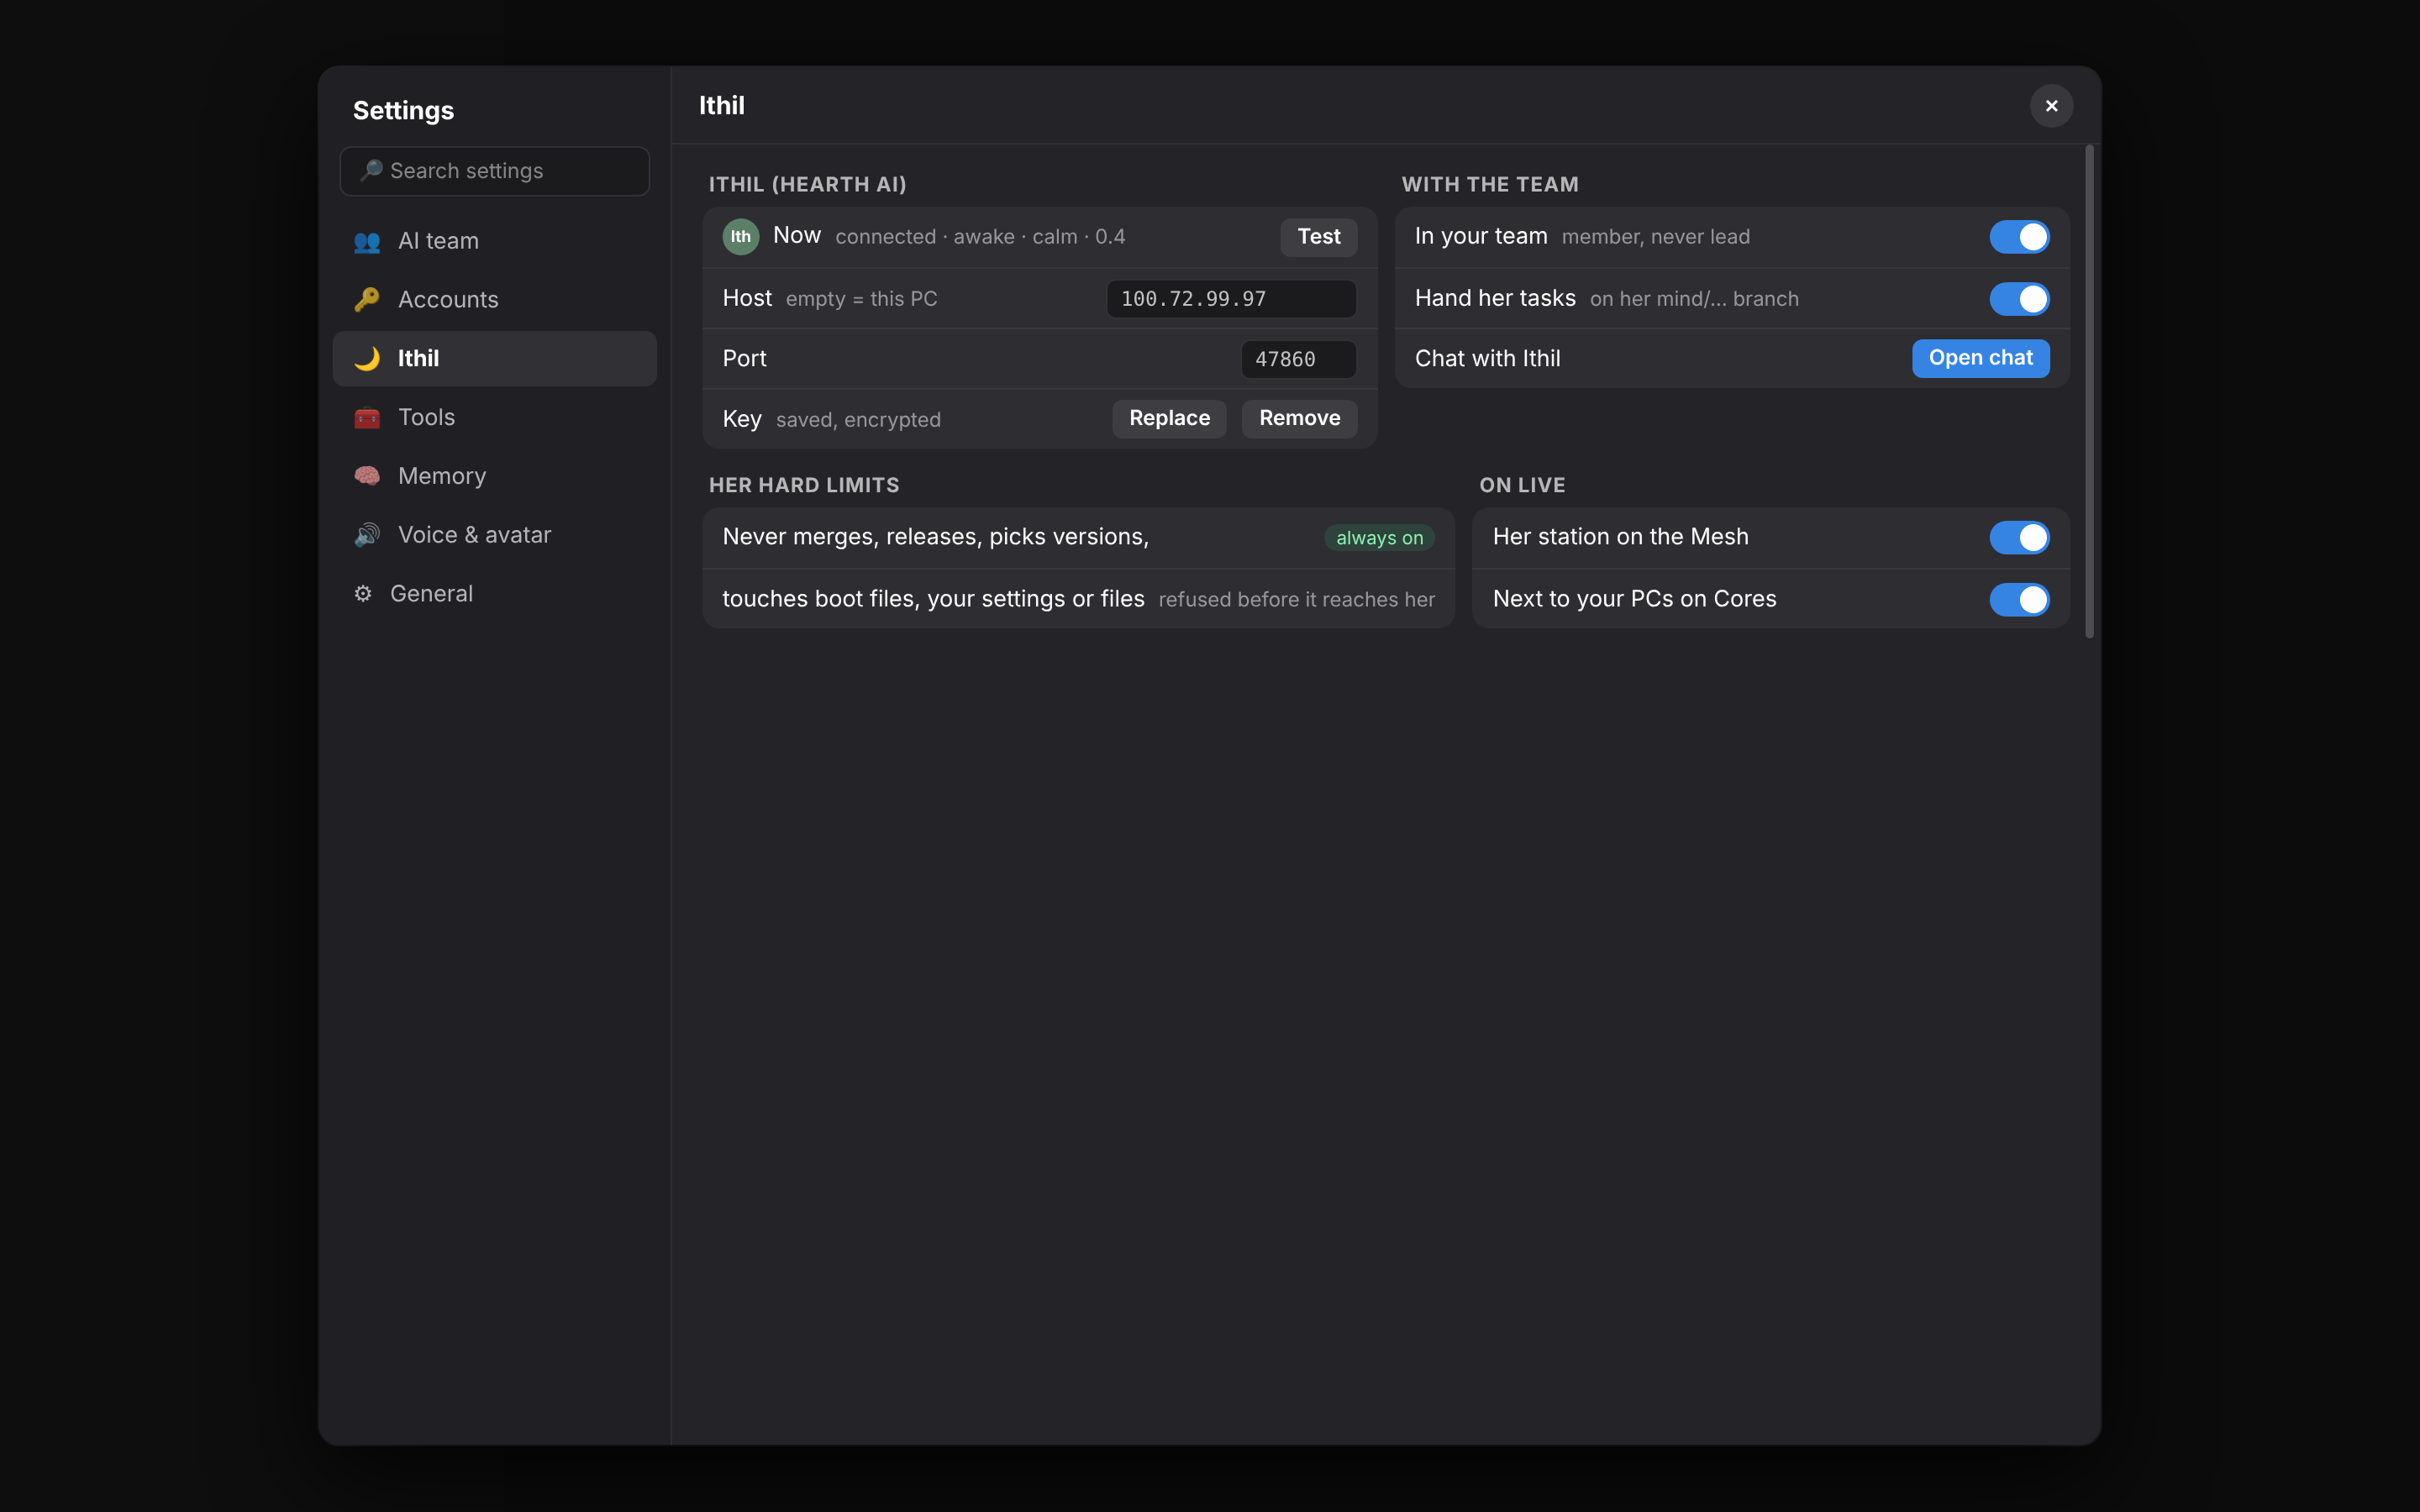 Settings
Search settings
AI team
Accounts
Ithil
Tools
Memory
Voice & avatar
General
Ithil
ITHIL (HEARTH AI)
Ith Now connected · awake · calm · 0.4 Test
Host empty = this PC 100.72.99.97
Port 47860
Key saved, encrypted Replace Remove
WITH THE TEAM
In your team member, never lead
Hand her tasks on her mind/... branch
Chat with Ithil Open chat
HER HARD LIMITS
Never merges, releases, picks versions, always on
touches boot files, your settings or files refused before it reaches her
ON LIVE
Her station on the Mesh
Next to your PCs on Cores